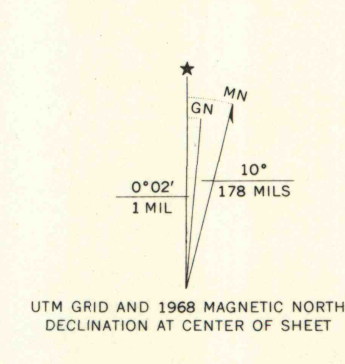 ★
MN
GN
10°
178 MILS
0°02'
1 MIL
UTM GRID AND 1968 MAGNETIC NORTH
DECLINATION AT CENTER OF SHEET